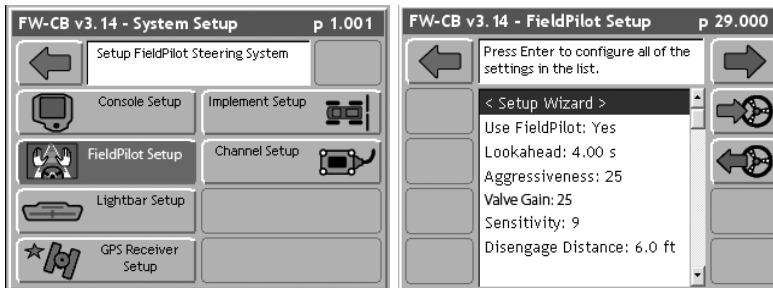 FW-CB v3.14 - System Setup p 1.001
Setup FieldPilot Steering System
Console Setup
Implement Setup
FieldPilot Setup
Channel Setup
Lightbar Setup
GPS Receiver
Setup
FW-CB v3.14 - FieldPilot Setup p 29.000
Press Enter to configure all of the
settings in the list.
< Setup Wizard >
Use FieldPilot: Yes
Lookahead: 4.00 s
Aggressiveness: 25
Valve Gain: 25
Sensitivity: 9
Disengage Distance: 6.0 ft